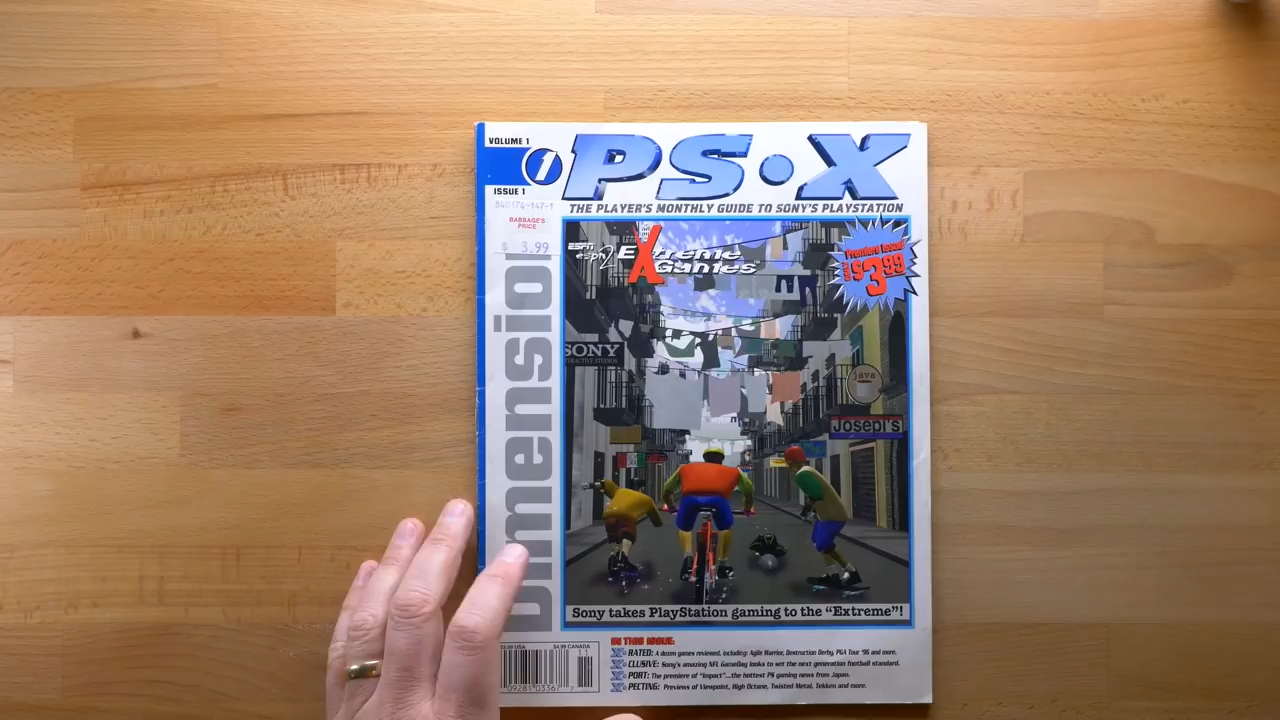 VOLUME 1
1
ISSUE 1
PS·X
THE PLAYER'S MONTHLY GUIDE TO SONY'S PLAYSTATION
BABBAGE'S
PRICE
$ 3.99
Dimension
ESPN
espn2
Extreme
Games
Premiere Issue!
ONLY
$3.99
SONY
java
Josepi's
Sony takes PlayStation gaming to the "Extreme"!
$4.99 CANADA
IN THIS ISSUE:
X• RATED: A dozen games reviewed, including: Agile Warrior, Destruction Derby, PGA Tour '96 and more.
X• CLUSIVE: Sony's amazing NFL GameDay looks to set the next generation football standard.
X• PORT: The premiere of "Impact"...the hottest PS gaming news from Japan.
X• PECTING: Previews of Viewpoint, High Octane, Twisted Metal, Tekken and more.